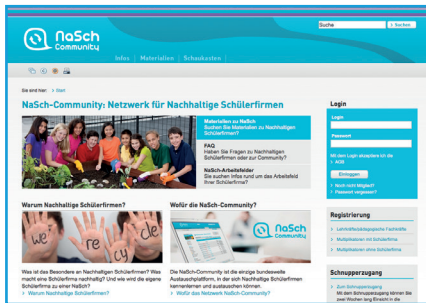 Suche
> Suchen
NaSch
Community
Infos | Materialien | Schaukasten |
Sie sind hier: > Start
NaSch-Community: Netzwerk für Nachhaltige Schülerfirmen
Materialien zu NaSch
Suchen Sie Materialien zu Nachhaltigen
Schülerfirmen?
FAQ
Haben Sie Fragen zu Nachhaltigen
Schülerfirmen oder zur Community?
NaSch-Arbeitsfelder
Sie suchen Infos rund um das Arbeitsfeld
Ihrer Schülerfirma?
Warum Nachhaltige Schülerfirmen?
we re cy cle
Was ist das Besondere an Nachhaltigen Schülerfirmen? Was
macht eine Schülerfirma nachhaltig? Und wie wird die eigene
Schülerfirma zu einer NaSch?
> Warum Nachhaltige Schülerfirmen?
Wofür die NaSch-Community?
NaSch
Community
Die NaSch-Community ist die einzige bundesweite
Austauschplattform, in der sich Nachhaltige Schülerfirmen
kennenlernen und austauschen können.
> Wofür das Netzwerk NaSch-Community?
Login
Login
Passwort
Mit dem Login akzeptiere ich die
> AGB
Einloggen
> Noch nicht Mitglied?
> Passwort vergessen?
Registrierung
> Lehrkräfte/pädagogische Fachkräfte
> Multiplikatoren mit Schülerfirma
> Multiplikatoren ohne Schülerfirma
Schnupperzugang
> Zum Schnupperzugang
Mit dem Schnupperzugang können Sie
zwei Wochen lang Einsicht in die